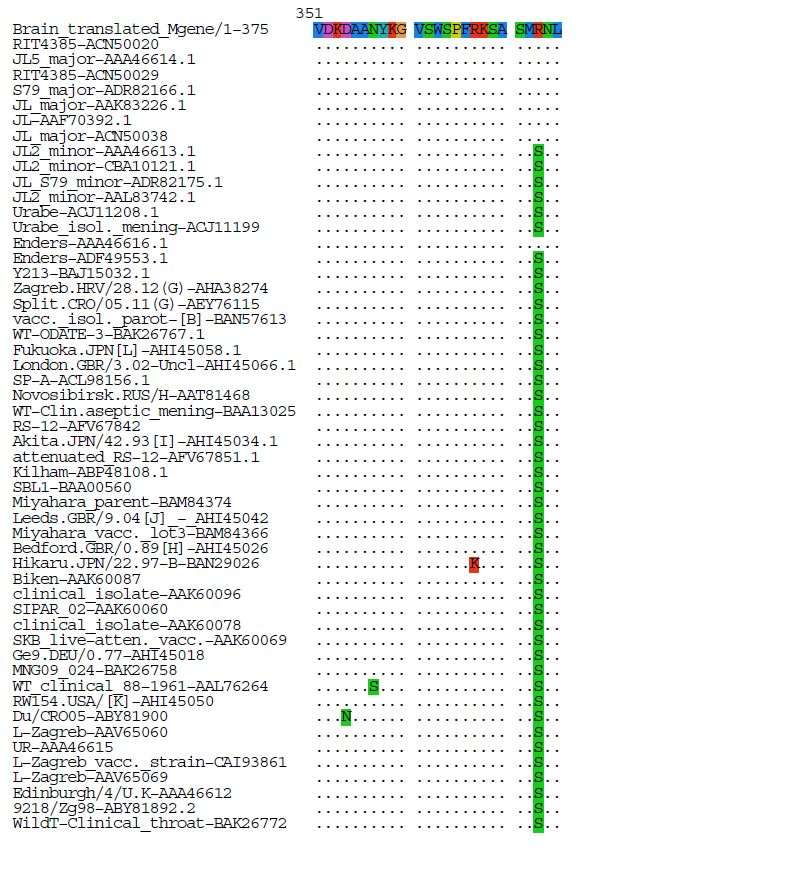 351
Brain_translated_Mgene/1-375 VDKDAANYKG VSWSPFRKSA SMRNL
RIT4385-ACN50020 .......... .......... .....
JL5_major-AAA46614.1 .......... .......... .....
RIT4385-ACN50029 .......... .......... .....
S79_major-ADR82166.1 .......... .......... .....
JL_major-AAK83226.1 .......... .......... .....
JL-AAF70392.1 .......... .......... .....
JL_major-ACN50038 .......... .......... .....
JL2_minor-AAA46613.1 .......... .......... ..S..
JL2_minor-CBA10121.1 .......... .......... ..S..
JL_S79_minor-ADR82175.1 .......... .......... ..S..
JL2_minor-AAL83742.1 .......... .......... ..S..
Urabe-ACJ11208.1 .......... .......... ..S..
Urabe_isol._mening-ACJ11199 .......... .......... ..S..
Enders-AAA46616.1 .......... .......... .....
Enders-ADF49553.1 .......... .......... ..S..
Y213-BAJ15032.1 .......... .......... ..S..
Zagreb.HRV/28.12(G)-AHA38274 .......... .......... ..S..
Split.CRO/05.11(G)-AEY76115 .......... .......... ..S..
vacc._isol._parot-[B]-BAN57613 .......... .......... ..S..
WT-ODATE-3-BAK26767.1 .......... .......... ..S..
Fukuoka.JPN[L]-AHI45058.1 .......... .......... ..S..
London.GBR/3.02-Uncl-AHI45066.1 .......... .......... ..S..
SP-A-ACL98156.1 .......... .......... ..S..
Novosibirsk.RUS/H-AAT81468 .......... .......... ..S..
WT-Clin.aseptic_mening-BAA13025 .......... .......... ..S..
RS-12-AFV67842 .......... .......... ..S..
Akita.JPN/42.93[I]-AHI45034.1 .......... .......... ..S..
attenuated_RS-12-AFV67851.1 .......... .......... ..S..
Kilham-ABP48108.1 .......... .......... ..S..
SBL1-BAA00560 .......... .......... ..S..
Miyahara_parent-BAM84374 .......... .......... ..S..
Leeds.GBR/9.04[J]_-_AHI45042 .......... .......... ..S..
Miyahara_vacc._lot3-BAM84366 .......... .......... ..S..
Bedford.GBR/0.89[H]-AHI45026 .......... .......... ..S..
Hikaru.JPN/22.97-B-BAN29026 .......... ......K... ..S..
Biken-AAK60087 .......... .......... ..S..
clinical_isolate-AAK60096 .......... .......... ..S..
SIPAR_02-AAK60060 .......... .......... ..S..
clinical_isolate-AAK60078 .......... .......... ..S..
SKB_live-atten._vacc.-AAK60069 .......... .......... ..S..
Ge9.DEU/0.77-AHI45018 .......... .......... ..S..
MNG09_024-BAK26758 .......... .......... ..S..
WT_clinical_88-1961-AAL76264 ......S... .......... ..S..
RW154.USA/[K]-AHI45050 .......... .......... ..S..
Du/CRO05-ABY81900 ...N...... .......... ..S..
L-Zagreb-AAV65060 .......... .......... ..S..
UR-AAA46615 .......... .......... ..S..
L-Zagreb_vacc._strain-CAI93861 .......... .......... ..S..
L-Zagreb-AAV65069 .......... .......... ..S..
Edinburgh/4/U.K-AAA46612 .......... .......... ..S..
9218/Zg98-ABY81892.2 .......... .......... ..S..
WildT-Clinical_throat-BAK26772 .......... .......... ..S..